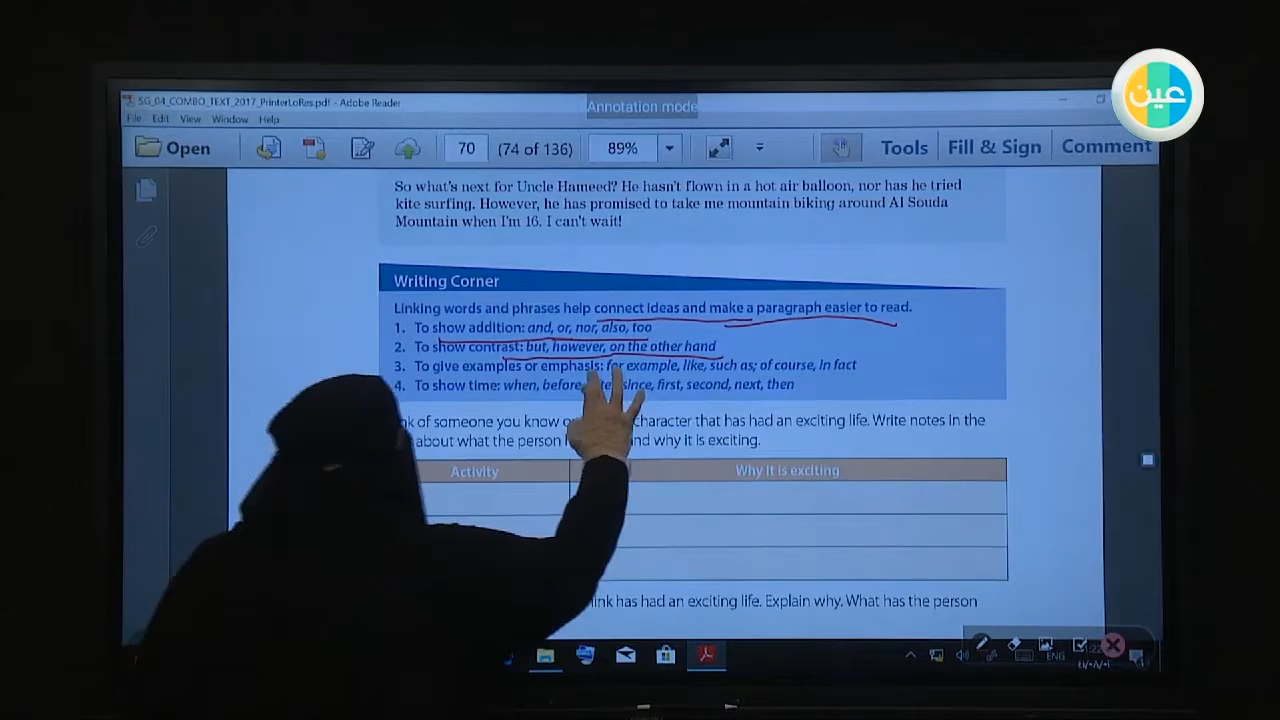 عين
SG_04_COMBO_TEXT_2017_PrinterLoRes.pdf - Adobe Reader
Annotation mode
File Edit View Window Help
Open 70 (74 of 136) 89% Tools Fill & Sign Comment
So what's next for Uncle Hameed? He hasn't flown in a hot air balloon, nor has he tried
kite surfing. However, he has promised to take me mountain biking around Al Souda
Mountain when I'm 16. I can't wait!
Writing Corner
Linking words and phrases help connect ideas and make a paragraph easier to read.
1. To show addition: and, or, nor, also, too
2. To show contrast: but, however, on the other hand
3. To give examples or emphasis: for example, like, such as; of course, in fact
4. To show time: when, before, since, first, second, next, then
of someone you know character that has had an exciting life. Write notes in the
about what the person and why it is exciting.
Activity Why it is exciting
has had an exciting life. Explain why. What has the person
ENG